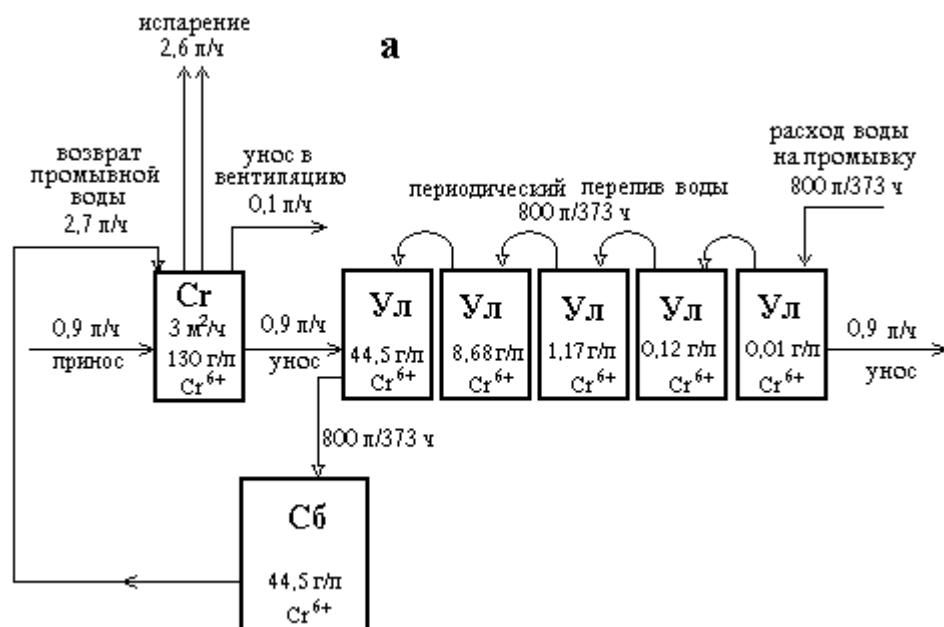 испарение
2,6 л/ч
а
возврат
промывной
воды
2,7 л/ч
унос в
вентиляцию
0,1 л/ч
периодический перелив воды
800 л/373 ч
расход воды
на промывку
800 л/373 ч
0,9 л/ч
принос
Cr
3 м²/ч
130 г/л
Cr⁶⁺
0,9 л/ч
унос
Ул
44,5 г/л
Cr⁶⁺
Ул
8,68 г/л
Cr⁶⁺
Ул
1,17 г/л
Cr⁶⁺
Ул
0,12 г/л
Cr⁶⁺
Ул
0,01 г/л
Cr⁶⁺
0,9 л/ч
унос
800 л/373 ч
Сб
44,5 г/л
Cr⁶⁺